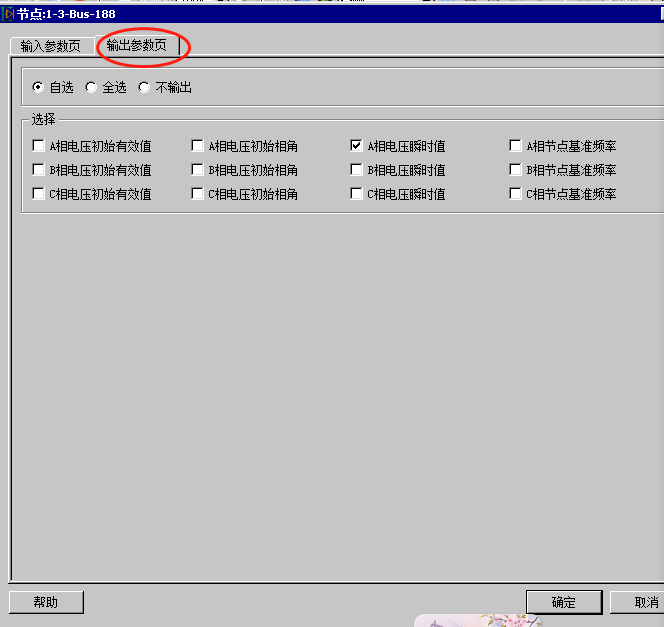 节点:1-3-Bus-188
输入参数页 输出参数页
自选 全选 不输出
选择
A相电压初始有效值 A相电压初始相角 A相电压瞬时值 A相节点基准频率
B相电压初始有效值 B相电压初始相角 B相电压瞬时值 B相节点基准频率
C相电压初始有效值 C相电压初始相角 C相电压瞬时值 C相节点基准频率
帮助 确定 取消